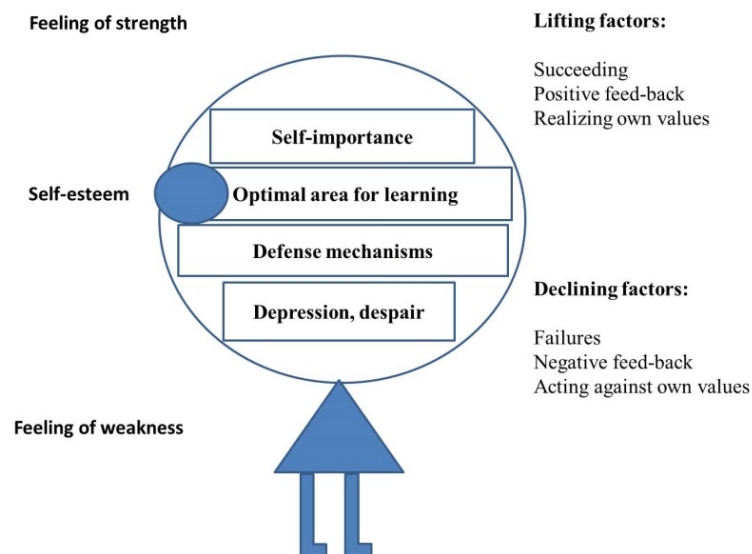 Feeling of strength
Lifting factors:
Succeeding
Positive feed-back
Realizing own values
Self-importance
Self-esteem
Optimal area for learning
Defense mechanisms
Depression, despair
Declining factors:
Failures
Negative feed-back
Acting against own values
Feeling of weakness